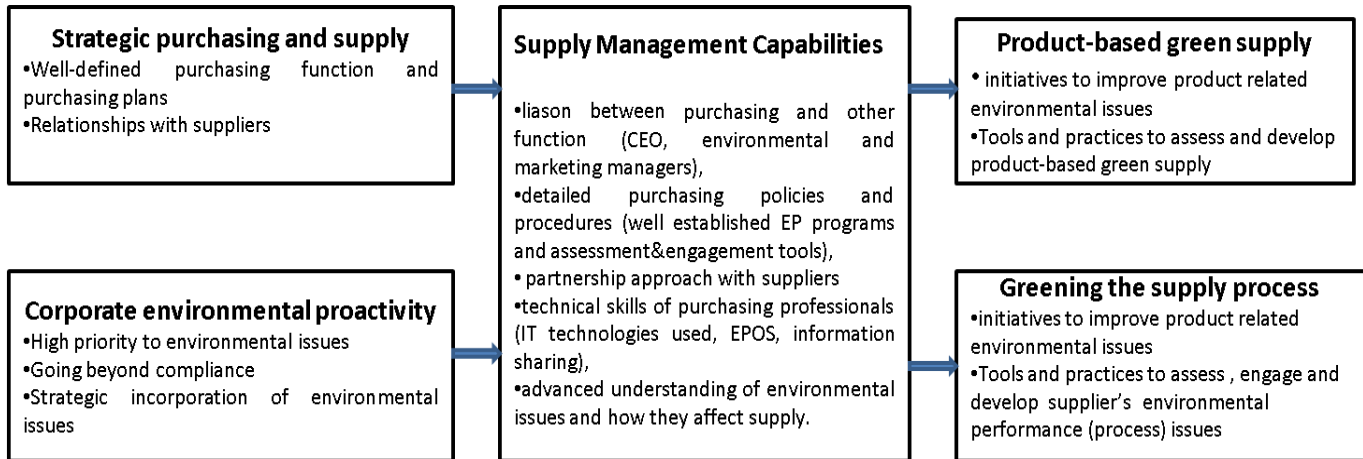 Strategic purchasing and supply
•Well-defined purchasing function and
purchasing plans
•Relationships with suppliers
Corporate environmental proactivity
•High priority to environmental issues
•Going beyond compliance
•Strategic incorporation of environmental
issues
Supply Management Capabilities
•liason between purchasing and other
function (CEO, environmental and
marketing managers),
•detailed purchasing policies and
procedures (well established EP programs
and assessment&engagement tools),
• partnership approach with suppliers
•technical skills of purchasing professionals
(IT technologies used, EPOS, information
sharing),
•advanced understanding of environmental
issues and how they affect supply.
Product-based green supply
• initiatives to improve product related
environmental issues
•Tools and practices to assess and develop
product-based green supply
Greening the supply process
•initiatives to improve product related
environmental issues
•Tools and practices to assess , engage and
develop supplier's environmental
performance (process) issues